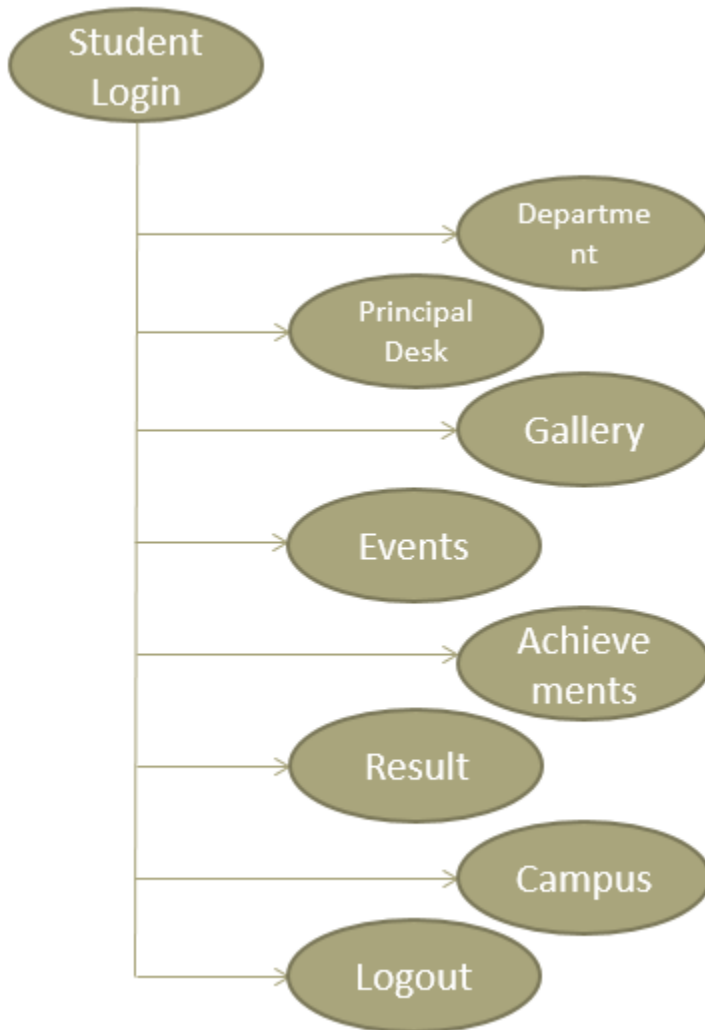 Student
Login
Departme
nt
Principal
Desk
Gallery
Events
Achieve
ments
Result
Campus
Logout